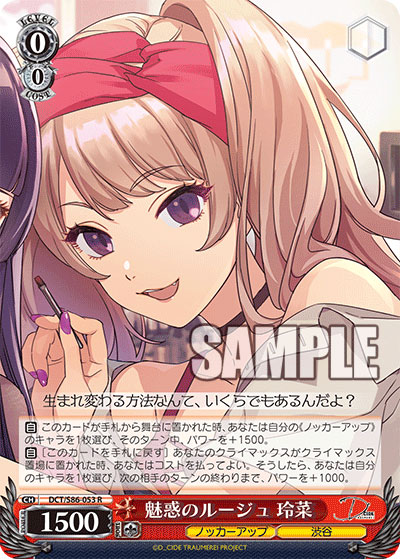 LEVEL
0
0
COST
SAMPLE
生まれ変わる方法なんて、いくらでもあるんだよ?
自 このカードが手札から舞台に置かれた時、あなたは自分の《ノッカーアップ》
のキャラを1枚選び、そのターン中、パワーを+1500。
自 [このカードを手札に戻す] あなたのクライマックスがクライマックス
置場に置かれた時、あなたはコストを払ってよい。そうしたら、あなたは自分
のキャラを1枚選び、次の相手のターンの終わりまで、パワーを+1000。
CH DCT/S86-053 R
1500
魅惑のルージュ 玲菜
ノッカーアップ 渋谷
©D_CIDE TRAUMEREI PROJECT